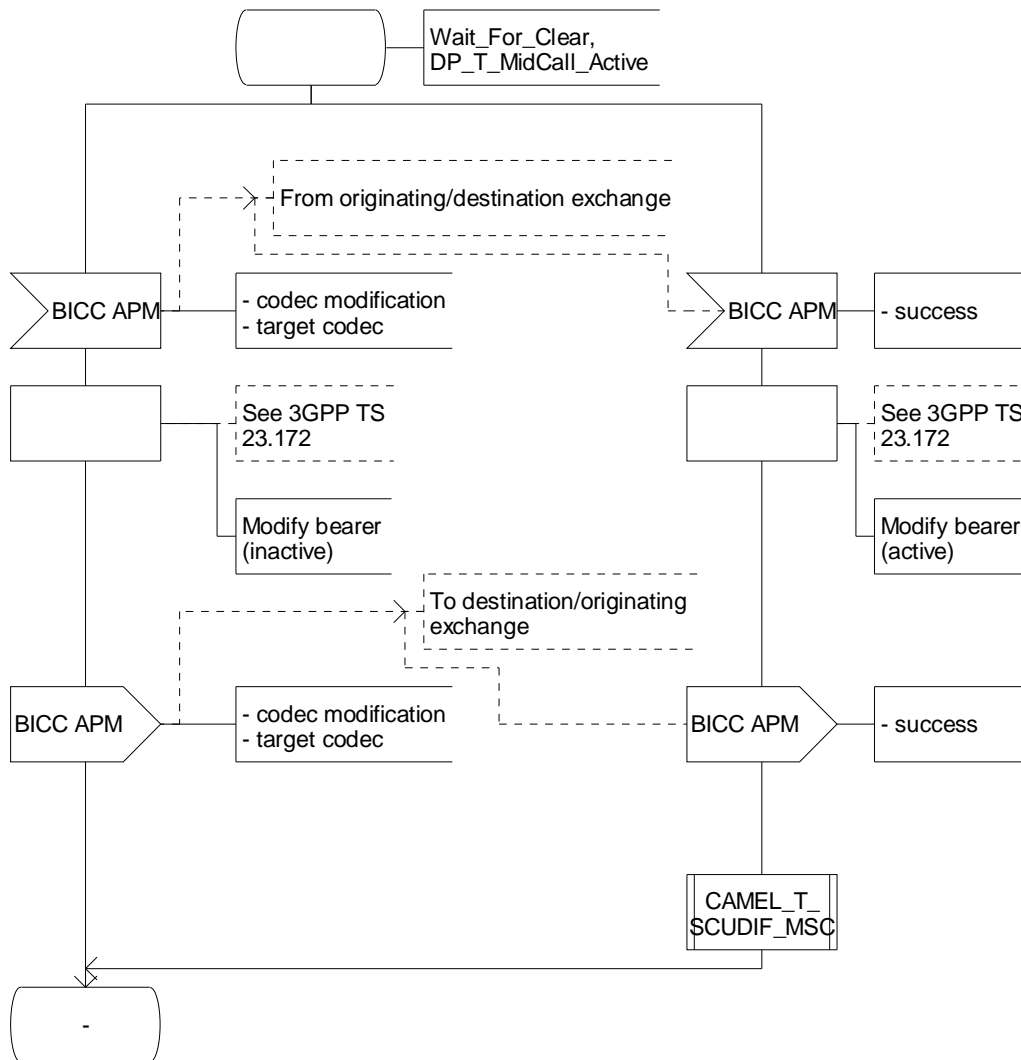 Wait_For_Clear,
DP_T_MidCall_Active
From originating/destination exchange
BICC APM
- codec modification
- target codec
BICC APM
- success
See 3GPP TS
23.172
See 3GPP TS
23.172
Modify bearer
(inactive)
Modify bearer
(active)
To destination/originating
exchange
BICC APM
- codec modification
- target codec
BICC APM
- success
CAMEL_T_
SCUDIF_MSC
-